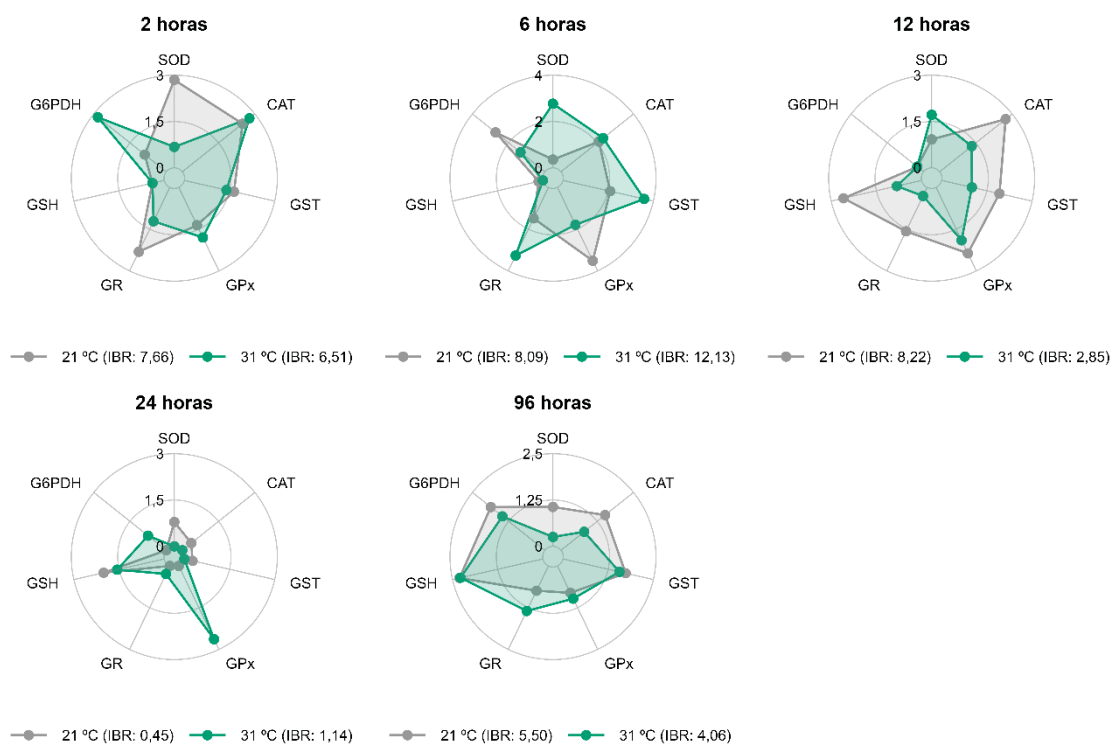 2 horas
SOD
CAT
GST
GPx
GR
GSH
G6PDH
3
1,5
0
21 ºC (IBR: 7,66) 31 ºC (IBR: 6,51)
6 horas
SOD
CAT
GST
GPx
GR
GSH
G6PDH
4
2
0
21 ºC (IBR: 8,09) 31 ºC (IBR: 12,13)
12 horas
SOD
CAT
GST
GPx
GR
GSH
G6PDH
3
1,5
0
21 ºC (IBR: 8,22) 31 ºC (IBR: 2,85)
24 horas
SOD
CAT
GST
GPx
GR
GSH
G6PDH
3
1,5
0
21 ºC (IBR: 0,45) 31 ºC (IBR: 1,14)
96 horas
SOD
CAT
GST
GPx
GR
GSH
G6PDH
2,5
1,25
0
21 ºC (IBR: 5,50) 31 ºC (IBR: 4,06)